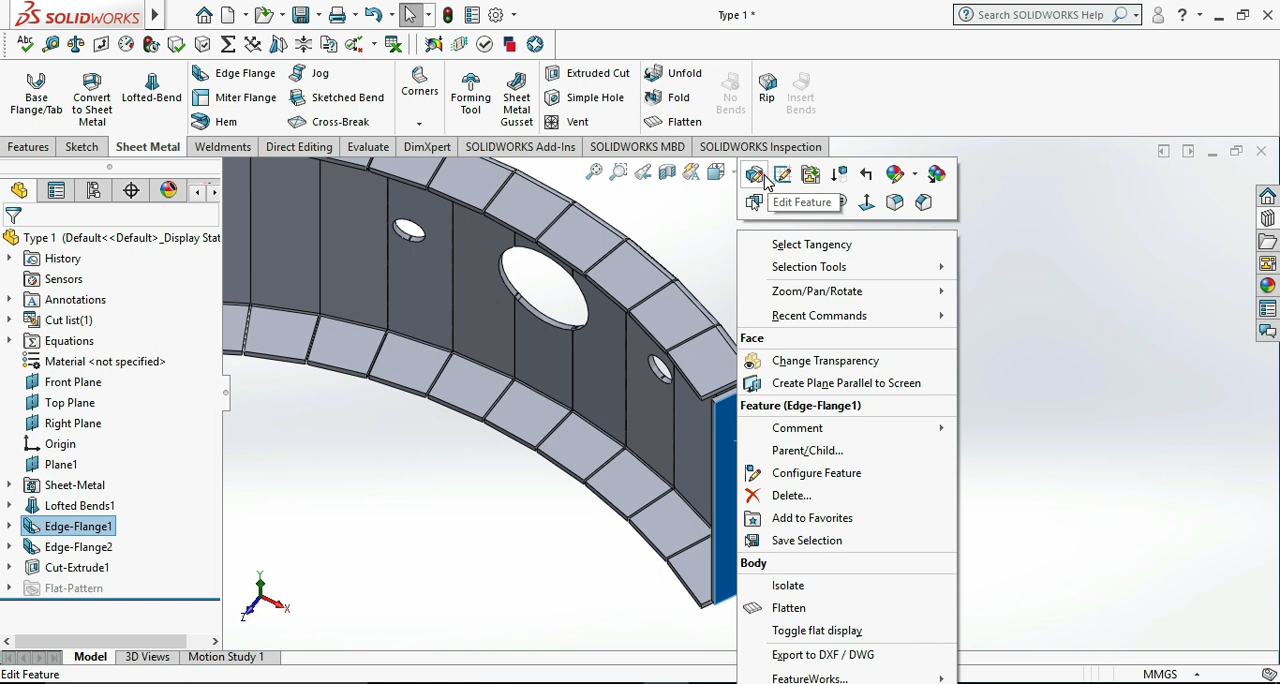 SOLIDWORKS
Type 1 *
Search SOLIDWORKS Help
Abc
Base Flange/Tab
Convert to Sheet Metal
Lofted-Bend
Edge Flange
Miter Flange
Hem
Jog
Sketched Bend
Cross-Break
Corners
Forming Tool
Sheet Metal Gusset
Extruded Cut
Simple Hole
Vent
Unfold
Fold
Flatten
No Bends
Rip
Insert Bends
Features
Sketch
Sheet Metal
Weldments
Direct Editing
Evaluate
DimXpert
SOLIDWORKS Add-Ins
SOLIDWORKS MBD
SOLIDWORKS Inspection
Type 1 (Default<<Default>_Display Stat
History
Sensors
Annotations
Cut list(1)
Equations
Material <not specified>
Front Plane
Top Plane
Right Plane
Origin
Plane1
Sheet-Metal
Lofted Bends1
Edge-Flange1
Edge-Flange2
Cut-Extrude1
Flat-Pattern
Edit Feature
Select Tangency
Selection Tools
Zoom/Pan/Rotate
Recent Commands
Face
Change Transparency
Create Plane Parallel to Screen
Feature (Edge-Flange1)
Comment
Parent/Child...
Configure Feature
Delete...
Add to Favorites
Save Selection
Body
Isolate
Flatten
Toggle flat display
Export to DXF / DWG
FeatureWorks...
Y
X
Z
Model
3D Views
Motion Study 1
Edit Feature
MMGS